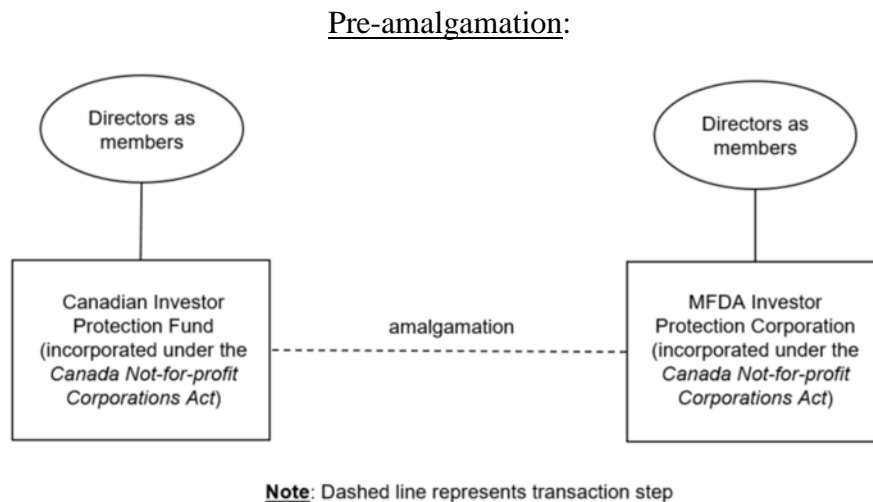 Pre-amalgamation:
Directors as
members
Directors as
members
Canadian Investor
Protection Fund
(incorporated under the
Canada Not-for-profit
Corporations Act)
amalgamation
MFDA Investor
Protection Corporation
(incorporated under the
Canada Not-for-profit
Corporations Act)
Note: Dashed line represents transaction step